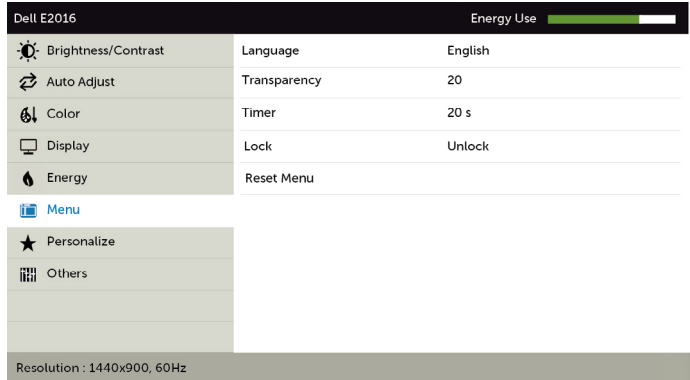 Dell E2016 Energy Use
Brightness/Contrast Language English
Auto Adjust Transparency 20
Color Timer 20 s
Display Lock Unlock
Energy Reset Menu
Menu
Personalize
Others
Resolution : 1440x900, 60Hz